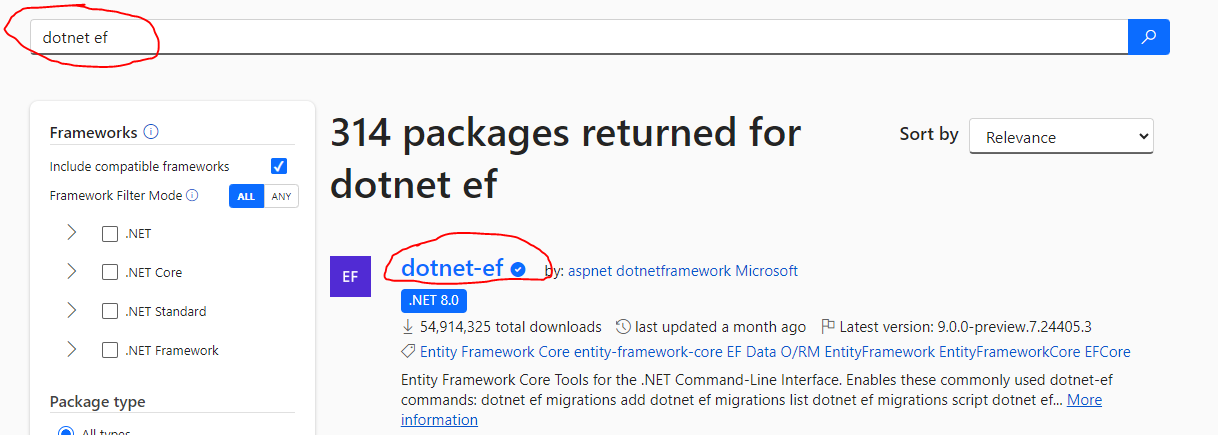 dotnet ef
Frameworks
Include compatible frameworks
Framework Filter Mode
ALL ANY
.NET
.NET Core
.NET Standard
.NET Framework
Package type
All types
314 packages returned for
dotnet ef
Sort by
Relevance
EF
dotnet-ef
by: aspnet dotnetframework Microsoft
.NET 8.0
54,914,325 total downloads last updated a month ago Latest version: 9.0.0-preview.7.24405.3
Entity Framework Core entity-framework-core EF Data O/RM EntityFramework EntityFrameworkCore EFCore
Entity Framework Core Tools for the .NET Command-Line Interface. Enables these commonly used dotnet-ef
commands: dotnet ef migrations add dotnet ef migrations list dotnet ef migrations script dotnet ef... More
information